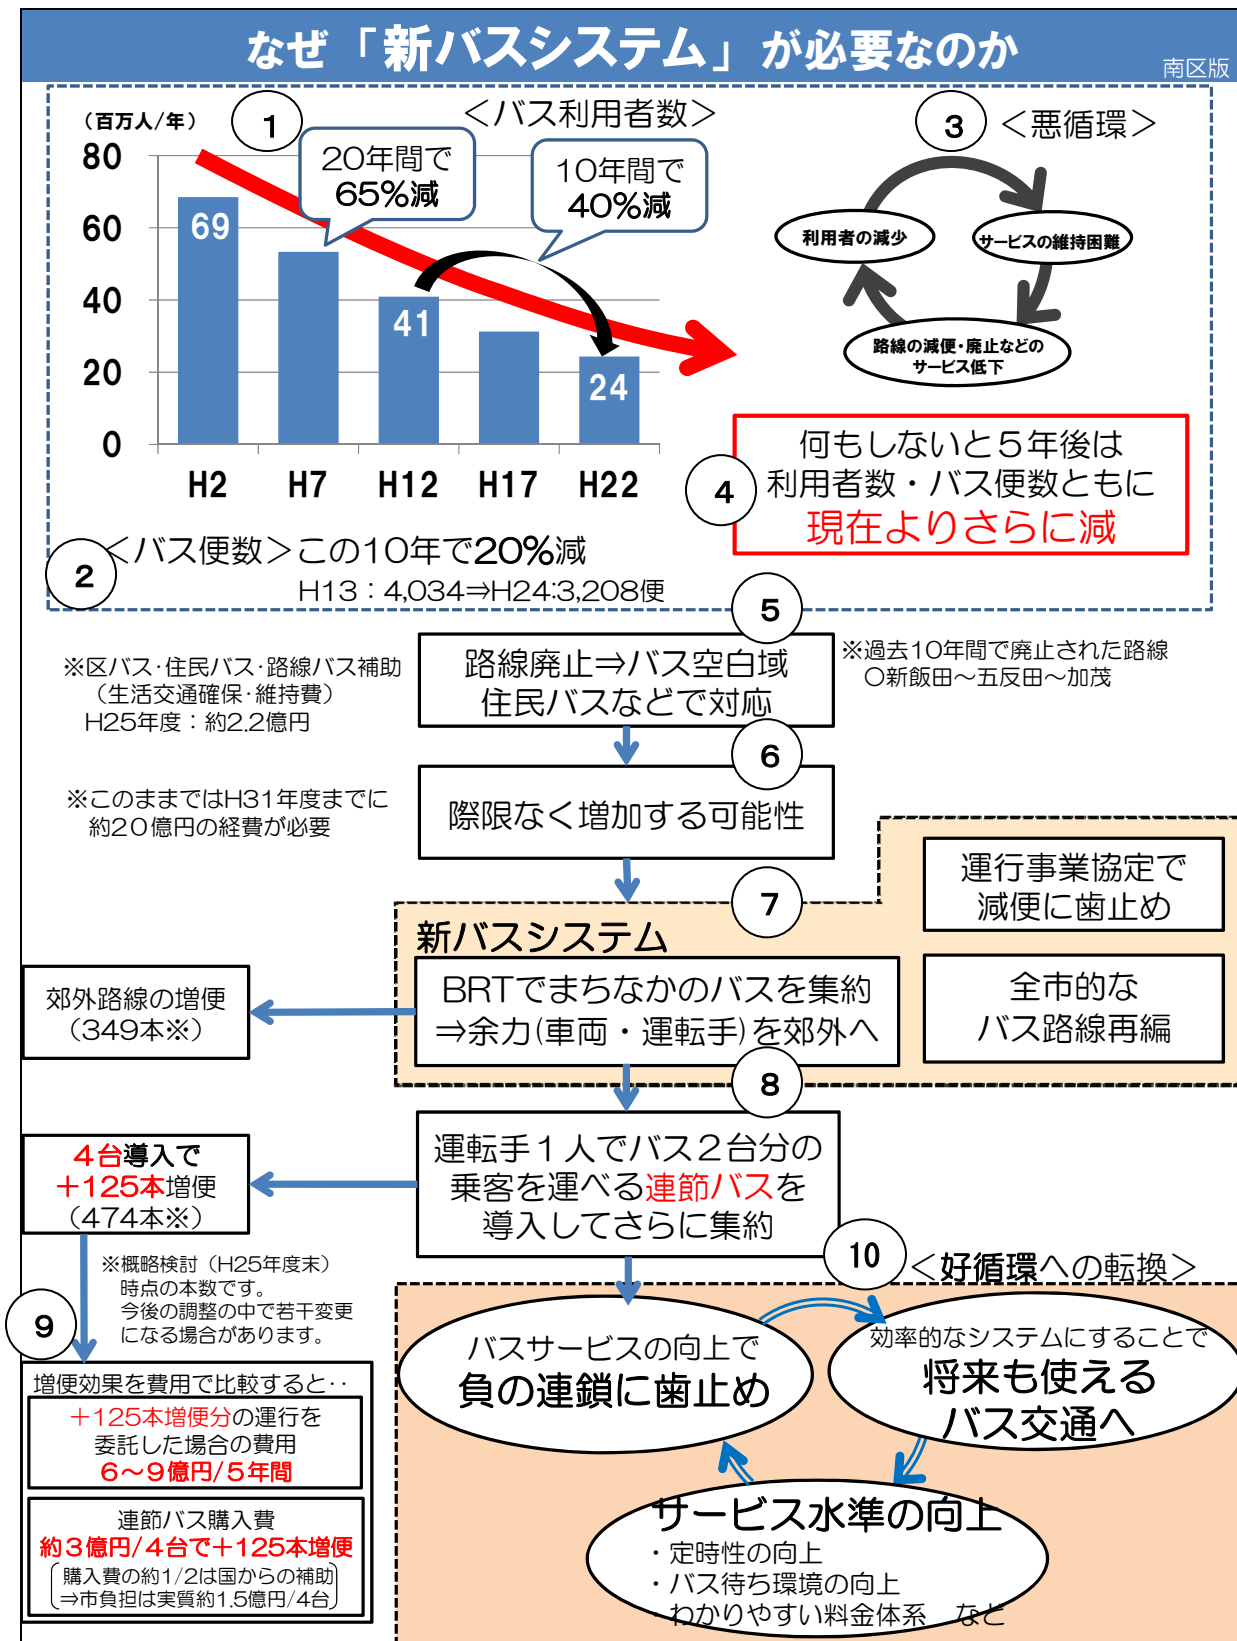 なぜ「新バスシステム」が必要なのか
南区版
1
＜バス利用者数＞
（百万人/年）
80
60
40
20
0
69
41
24
H2 H7 H12 H17 H22
20年間で
65%減
10年間で
40%減
2
＜バス便数＞この10年で20%減
H13：4,034⇒H24:3,208便
3
＜悪循環＞
利用者の減少
サービスの維持困難
路線の減便・廃止などの
サービス低下
4
何もしないと５年後は
利用者数・バス便数ともに
現在よりさらに減
5
路線廃止⇒バス空白域
住民バスなどで対応
※区バス・住民バス・路線バス補助
（生活交通確保・維持費）
H25年度：約2.2億円
※過去10年間で廃止された路線
〇新飯田～五反田～加茂
6
際限なく増加する可能性
※このままではH31年度までに
約２０億円の経費が必要
7
新バスシステム
BRTでまちなかのバスを集約
⇒余力(車両・運転手)を郊外へ
運行事業協定で
減便に歯止め
全市的な
バス路線再編
郊外路線の増便
（349本※）
8
運転手１人でバス２台分の
乗客を運べる連節バスを
導入してさらに集約
４台導入で
＋125本増便
（474本※）
※概略検討（H25年度末）
時点の本数です。
今後の調整の中で若干変更
になる場合があります。
9
増便効果を費用で比較すると‥
＋125本増便分の運行を
委託した場合の費用
６～９億円/５年間
連節バス購入費
約３億円/４台で＋125本増便
購入費の約1/2は国からの補助
⇒市負担は実質約1.5億円/４台
10
＜好循環への転換＞
バスサービスの向上で
負の連鎖に歯止め
効率的なシステムにすることで
将来も使える
バス交通へ
サービス水準の向上
・定時性の向上
・バス待ち環境の向上
・わかりやすい料金体系　など